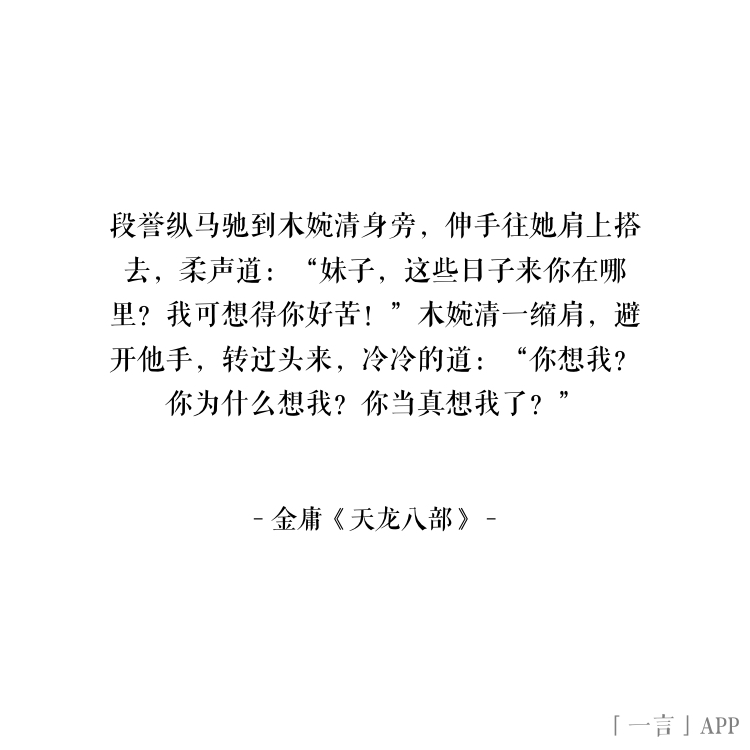 段誉纵马驰到木婉清身旁，伸手往她肩上搭
去，柔声道：“妹子，这些日子来你在哪
里？我可想得你好苦！”木婉清一缩肩，避
开他手，转过头来，冷冷的道：“你想我？
你为什么想我？你当真想我了？”
- 金庸《天龙八部》 -
「一言」APP